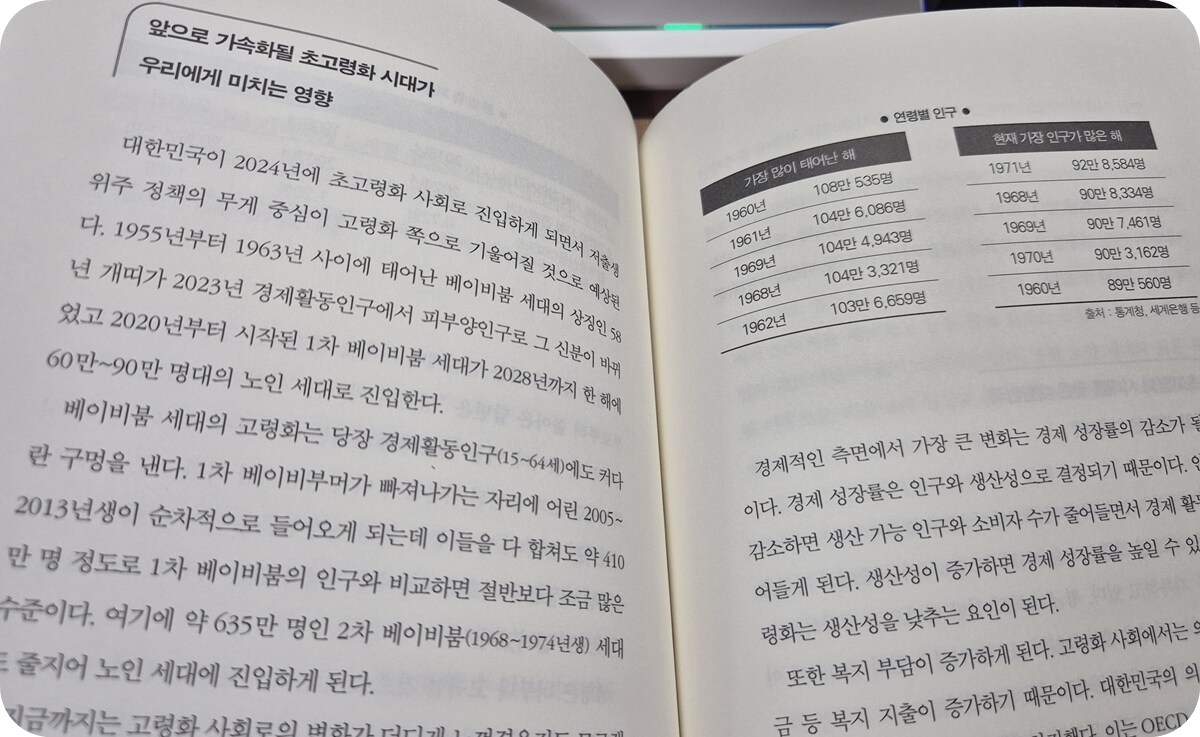 앞으로 가속화될 초고령화 시대가
우리에게 미치는 영향
대한민국이 2024년에 초고령화 사회로 진입하게 되면서 저출생
위주 정책의 무게 중심이 고령화 쪽으로 기울어질 것으로 예상된
다. 1955년부터 1963년 사이에 태어난 베이비붐 세대의 상징인 58
년 개띠가 2023년 경제활동인구에서 피부양인구로 그 신분이 바뀌
었고 2020년부터 시작된 1차 베이비붐 세대가 2028년까지 한 해에
60만~90만 명대의 노인 세대로 진입한다.
베이비붐 세대의 고령화는 당장 경제활동인구(15~64세)에도 커다
란 구멍을 낸다. 1차 베이비부머가 빠져나가는 자리에 어린 2005~
2013년생이 순차적으로 들어오게 되는데 이들을 다 합쳐도 약 410
만 명 정도로 1차 베이비붐의 인구와 비교하면 절반보다 조금 많은
수준이다. 여기에 약 635만 명인 2차 베이비붐(1968~1974년생) 세대
줄지어 노인 세대에 진입하게 된다.
지금까지는 고령화 사회로의 변화가 더디게
● 연령별 인구 ●
가장 많이 태어난 해
1960년 108만 535명
1961년 104만 6,086명
1969년 104만 4,943명
1968년 104만 3,321명
1962년 103만 6,659명
현재 가장 인구가 많은 해
1971년 92만 8,584명
1968년 90만 8,334명
1969년 90만 7,461명
1970년 90만 3,162명
1960년 89만 560명
출처 : 통계청, 세계은행 등
경제적인 측면에서 가장 큰 변화는 경제 성장률의 감소가
이다. 경제 성장률은 인구와 생산성으로 결정되기 때문이다.
감소하면 생산 가능 인구와 소비자 수가 줄어들면서 경제
어들게 된다. 생산성이 증가하면 경제 성장률을 높일 수
령화는 생산성을 낮추는 요인이 된다.
또한 복지 부담이 증가하게 된다. 고령화 사회에서는
금 등 복지 지출이 증가하기 때문이다. 대한민국의
이는 OECD